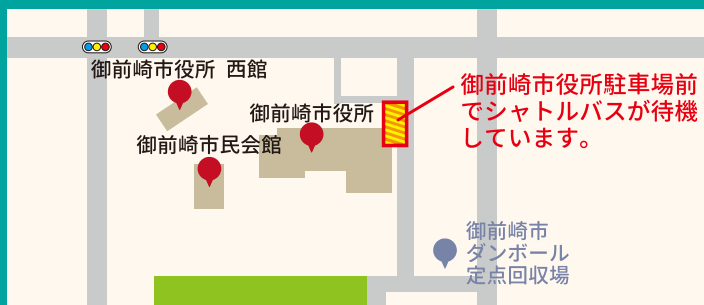 御前崎市役所 西館
御前崎市役所
御前崎市民会館
御前崎市役所駐車場前
でシャトルバスが待機
しています。
御前崎市
ダンボール
定点回収場